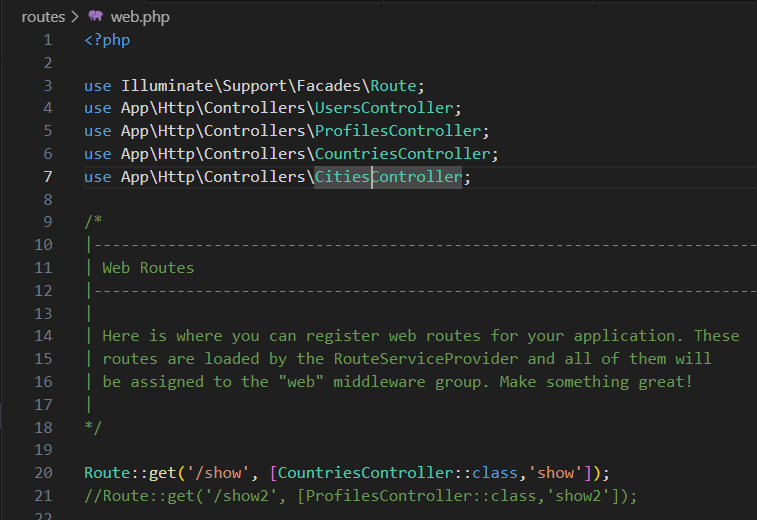 routes > web.php
1 <?php
2
3 use Illuminate\Support\Facades\Route;
4 use App\Http\Controllers\UsersController;
5 use App\Http\Controllers\ProfilesController;
6 use App\Http\Controllers\CountriesController;
7 use App\Http\Controllers\CitiesController;
8
9 /*
10 |--------------------------------------------------------------------------
11 | Web Routes
12 |--------------------------------------------------------------------------
13 |
14 | Here is where you can register web routes for your application. These
15 | routes are loaded by the RouteServiceProvider and all of them will
16 | be assigned to the "web" middleware group. Make something great!
17 |
18 */
19
20 Route::get('/show', [CountriesController::class,'show']);
21 //Route::get('/show2', [ProfilesController::class,'show2']);
22